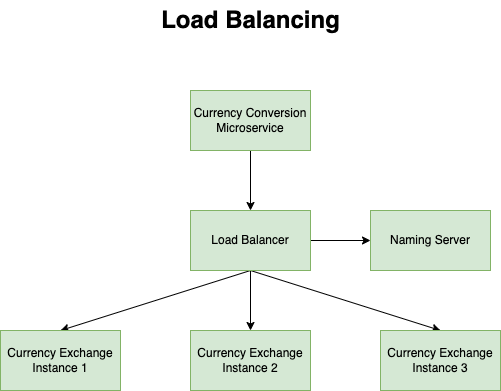 Load Balancing
Currency Conversion
Microservice
Load Balancer
Naming Server
Currency Exchange
Instance 1
Currency Exchange
Instance 2
Currency Exchange
Instance 3